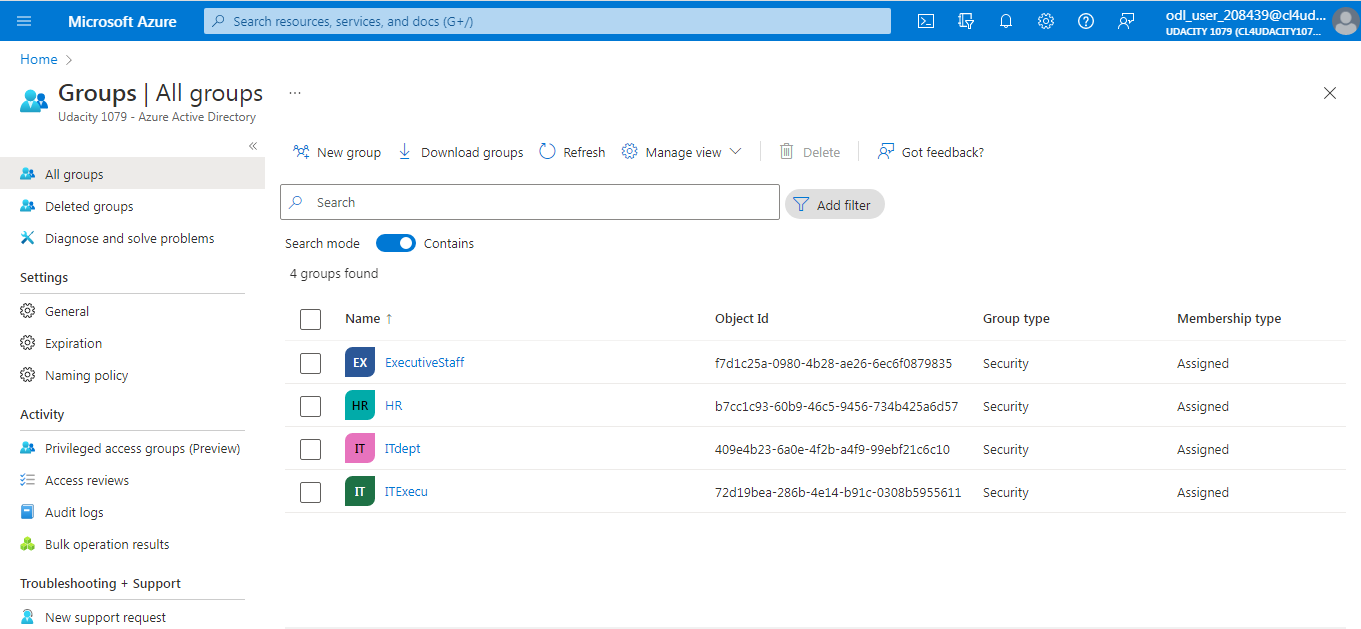 Microsoft Azure
Search resources, services, and docs (G+/)
odl_user_208439@cl4ud...
UDACITY 1079 (CL4UDACITY107...
Home
Groups | All groups
...
Udacity 1079 - Azure Active Directory
«
All groups
Deleted groups
Diagnose and solve problems
Settings
General
Expiration
Naming policy
Activity
Privileged access groups (Preview)
Access reviews
Audit logs
Bulk operation results
Troubleshooting + Support
New support request
New group Download groups Refresh Manage view Delete Got feedback?
Search
Add filter
Search mode Contains
4 groups found
Name ↑ Object Id Group type Membership type
EX ExecutiveStaff f7d1c25a-0980-4b28-ae26-6ec6f0879835 Security Assigned
HR HR b7cc1c93-60b9-46c5-9456-734b425a6d57 Security Assigned
IT ITdept 409e4b23-6a0e-4f2b-a4f9-99ebf21c6c10 Security Assigned
IT ITExecu 72d19bea-286b-4e14-b91c-0308b5955611 Security Assigned